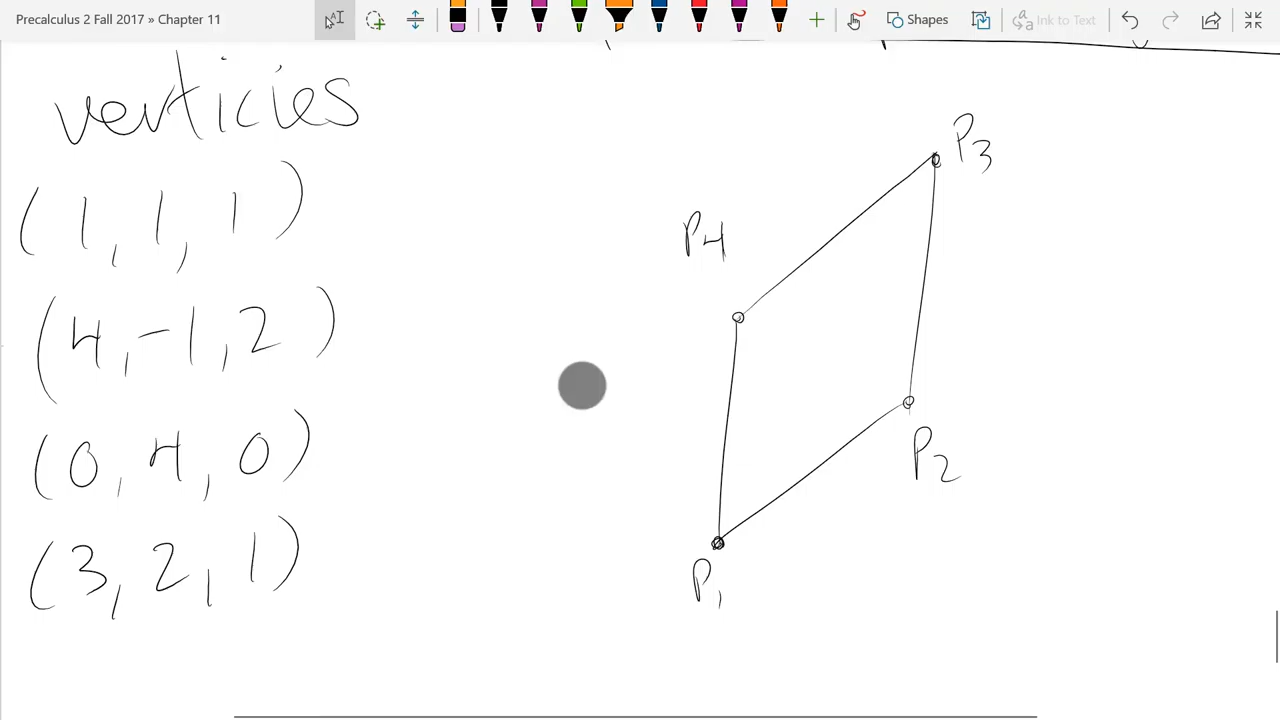 Precalculus 2 Fall 2017 » Chapter 11
Shapes
Ink to Text
verticies
(1, 1, 1)
(4, -1, 2)
(0, 4, 0)
(3, 2, 1)
P3
P4
P2
P1